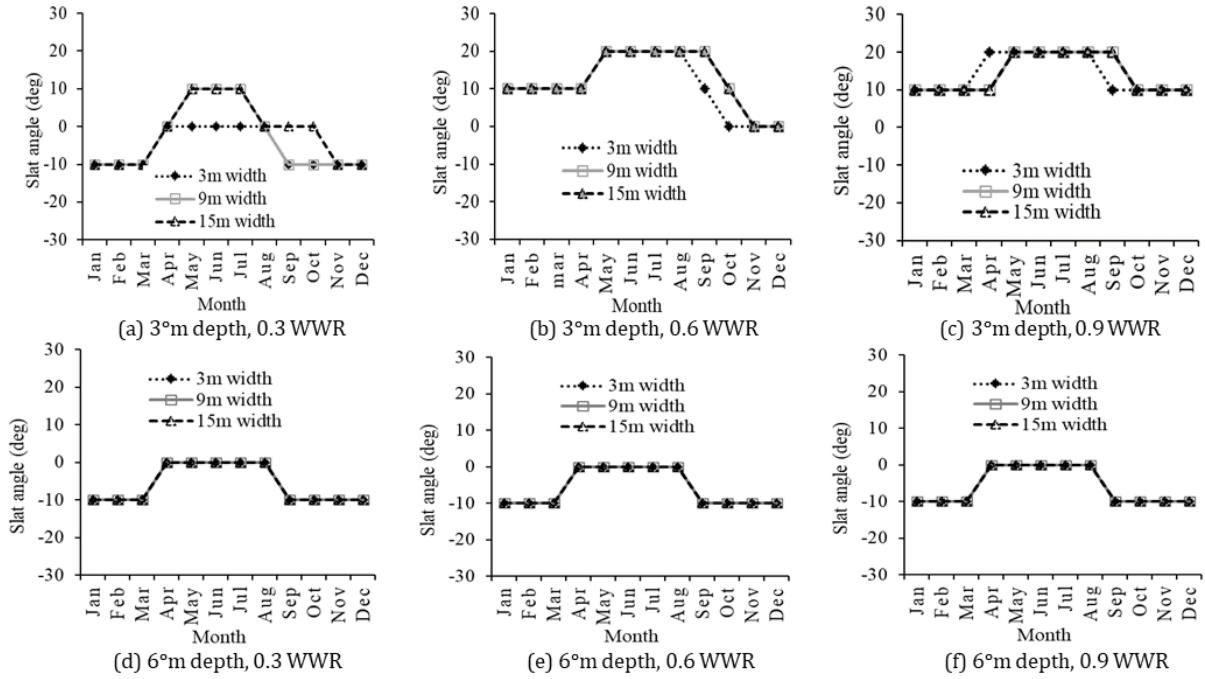 30
20
10
0
-10
-20
-30
Slat angle (deg)
3m width
9m width
15m width
Jan
Feb
Mar
Apr
May
Jun
Jul
Aug
Sep
Oct
Nov
Dec
Month
(a) 3°m depth, 0.3 WWR
30
20
10
0
-10
-20
-30
Slat angle (deg)
3m width
9m width
15m width
Jan
Feb
mar
Apr
May
Jun
Jul
Aug
Sep
Oct
Nov
Dec
Month
(b) 3°m depth, 0.6 WWR
30
20
10
0
-10
-20
-30
Slat angle (deg)
3m width
9m width
15m width
Jan
Feb
Mar
Apr
May
Jun
Jul
Aug
Sep
Oct
Nov
Dec
Month
(c) 3°m depth, 0.9 WWR
30
20
10
0
-10
-20
-30
Slat angle (deg)
3m width
9m width
15m width
Jan
Feb
Mar
Apr
May
Jun
Jul
Aug
Sep
Oct
Nov
Dec
Month
(d) 6°m depth, 0.3 WWR
30
20
10
0
-10
-20
-30
Slat angle (deg)
3m width
9m width
15m width
Jan
Feb
Mar
Apr
May
Jun
Jul
Aug
Sep
Oct
Nov
Dec
Month
(e) 6°m depth, 0.6 WWR
30
20
10
0
-10
-20
-30
Slat angle (deg)
3m width
9m width
15m width
Jan
Feb
Mar
Apr
May
Jun
Jul
Aug
Sep
Oct
Nov
Dec
Month
(f) 6°m depth, 0.9 WWR